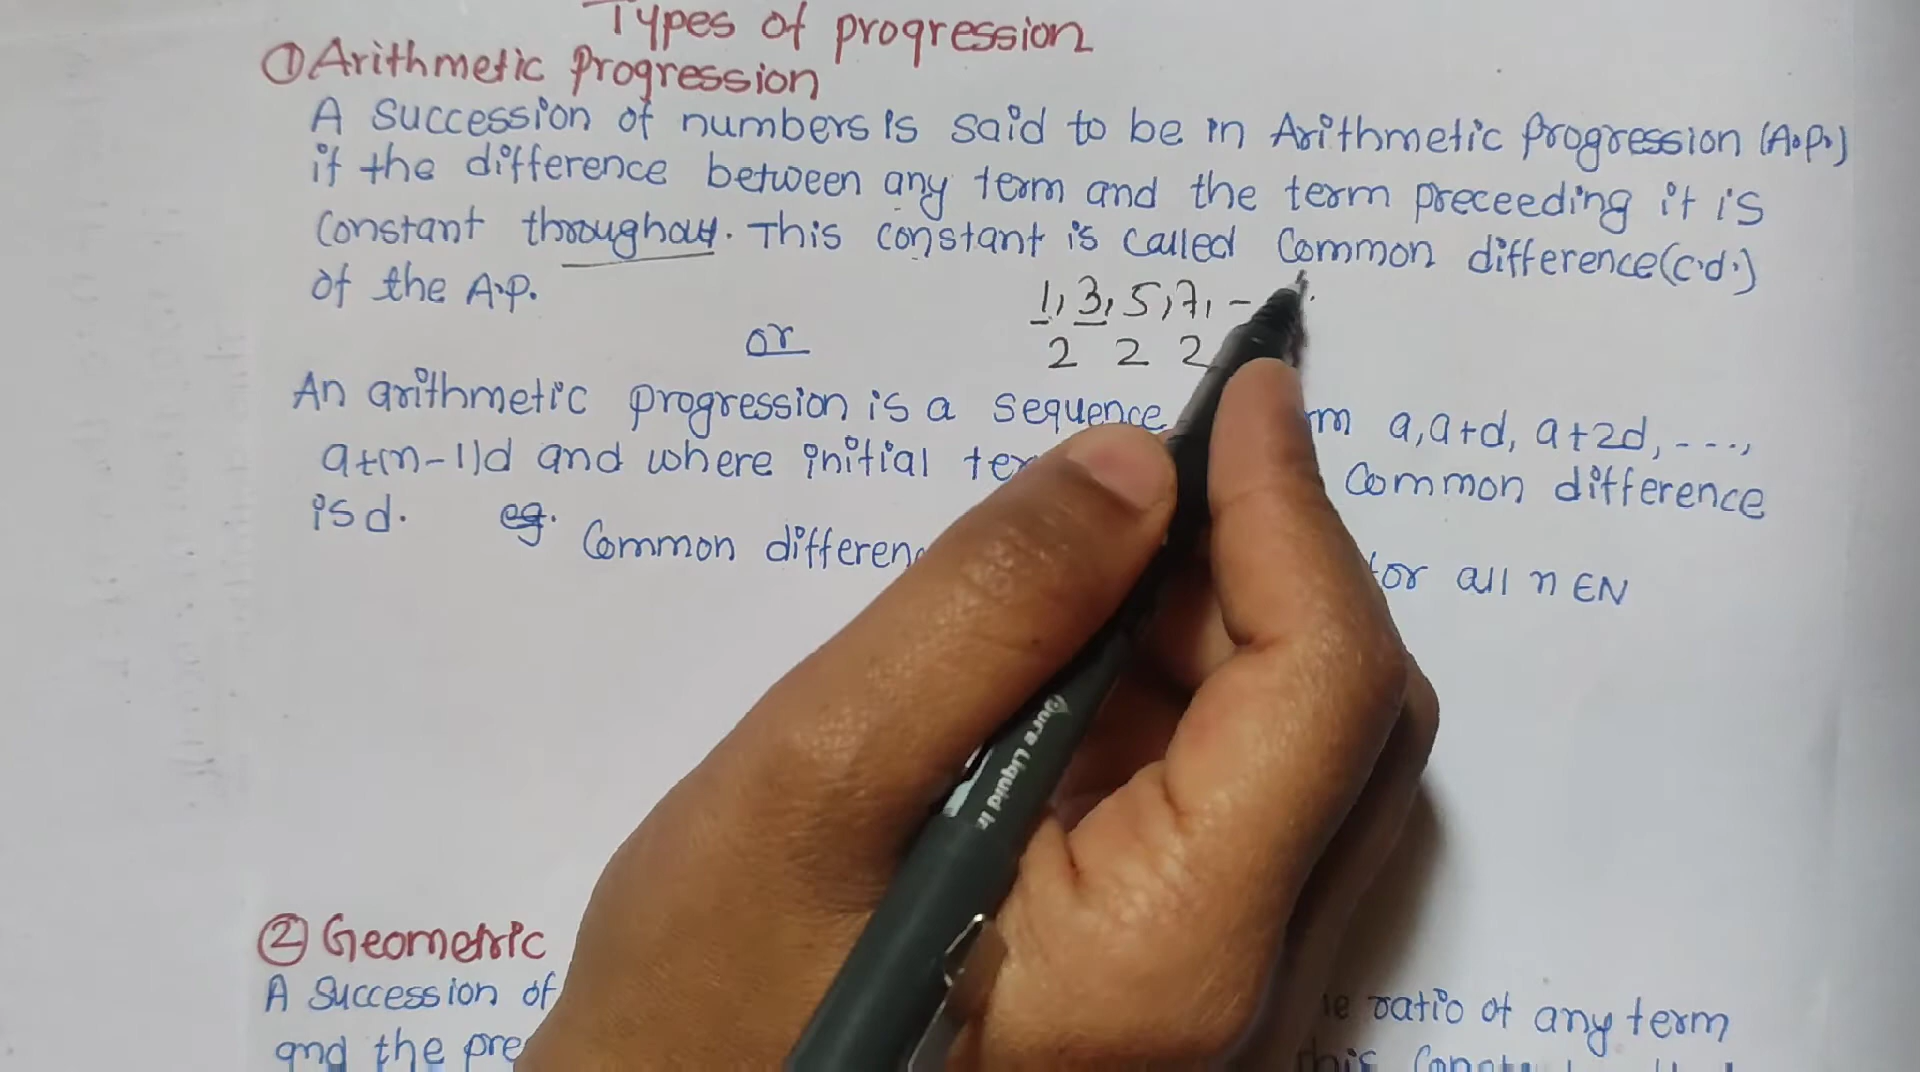 Types of progression
① Arithmetic progression
A succession of numbers is said to be in Arithmetic progression (A.P.)
if the difference between any term and the term preceeding it is
constant throughout. This constant is called Common difference (c.d.)
of the A.P.
1, 3, 5, 7, -
2 2 2
or
An arithmetic progression is a sequence a, a+d, a+2d, ----,
a+(n-1)d and where initial Common difference
is d. eg. Common for all n ∈N
② Geometric
A succession of ratio of any term
and the
Pure Liquid